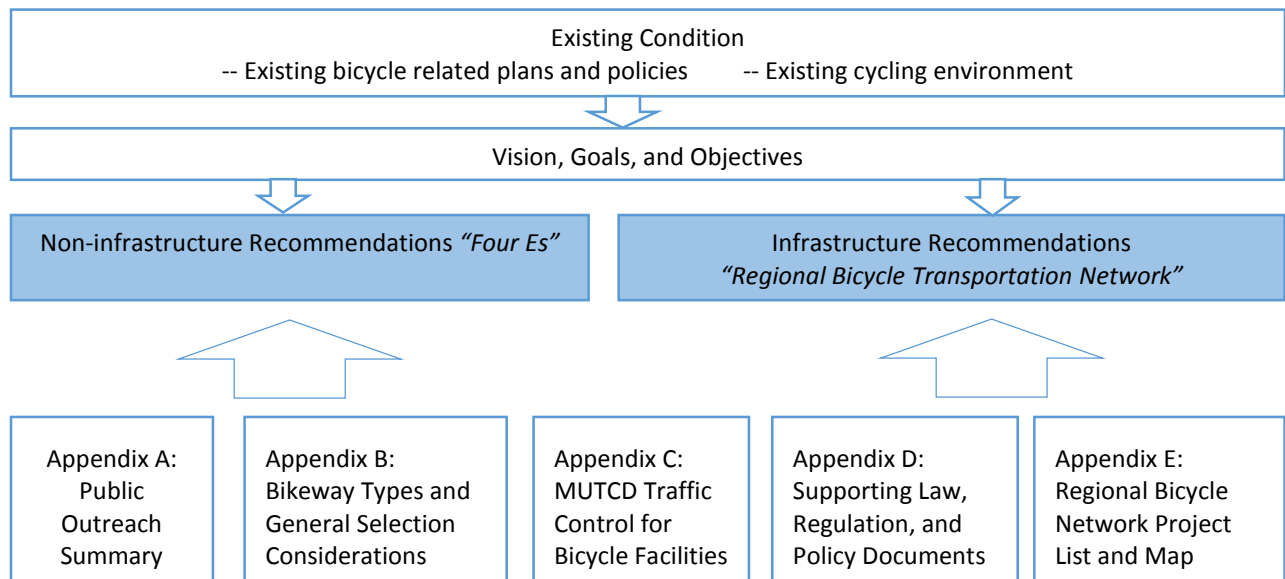 Existing Condition
-- Existing bicycle related plans and policies -- Existing cycling environment
Vision, Goals, and Objectives
Non-infrastructure Recommendations “Four Es”
Infrastructure Recommendations
“Regional Bicycle Transportation Network”
Appendix A:
Public
Outreach
Summary
Appendix B:
Bikeway Types and
General Selection
Considerations
Appendix C:
MUTCD Traffic
Control for
Bicycle Facilities
Appendix D:
Supporting Law,
Regulation, and
Policy Documents
Appendix E:
Regional Bicycle
Network Project
List and Map